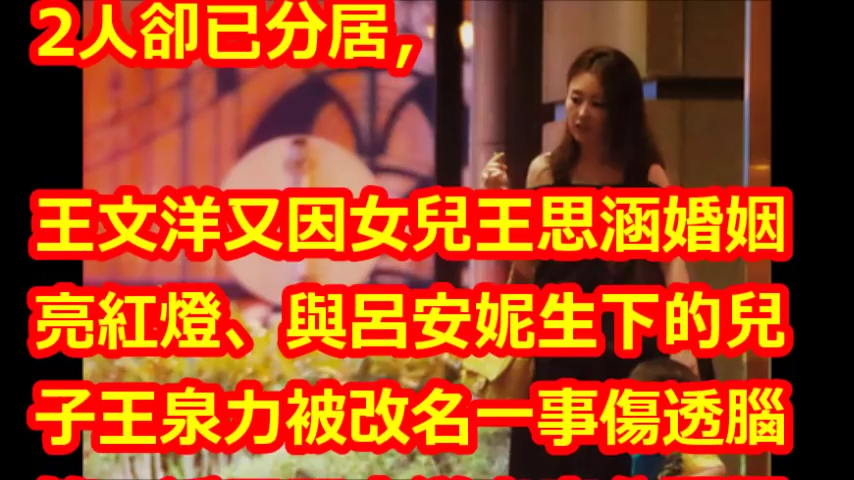 2人卻已分居，
王文洋又因女兒王思涵婚姻
亮紅燈、與呂安妮生下的兒
子王泉力被改名一事傷透腦